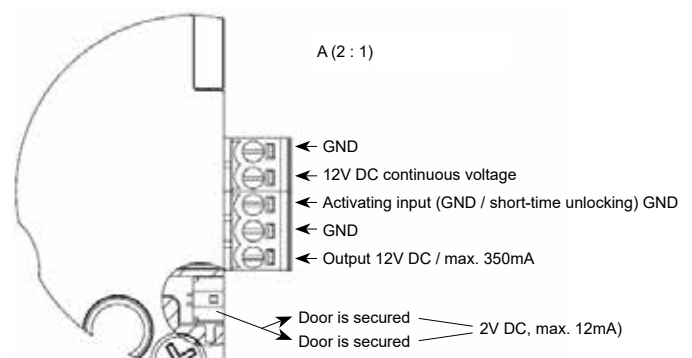 A (2 : 1)
GND
12V DC continuous voltage
Activating input (GND / short-time unlocking) GND
GND
Output 12V DC / max. 350mA
Door is secured
2V DC, max. 12mA)
Door is secured